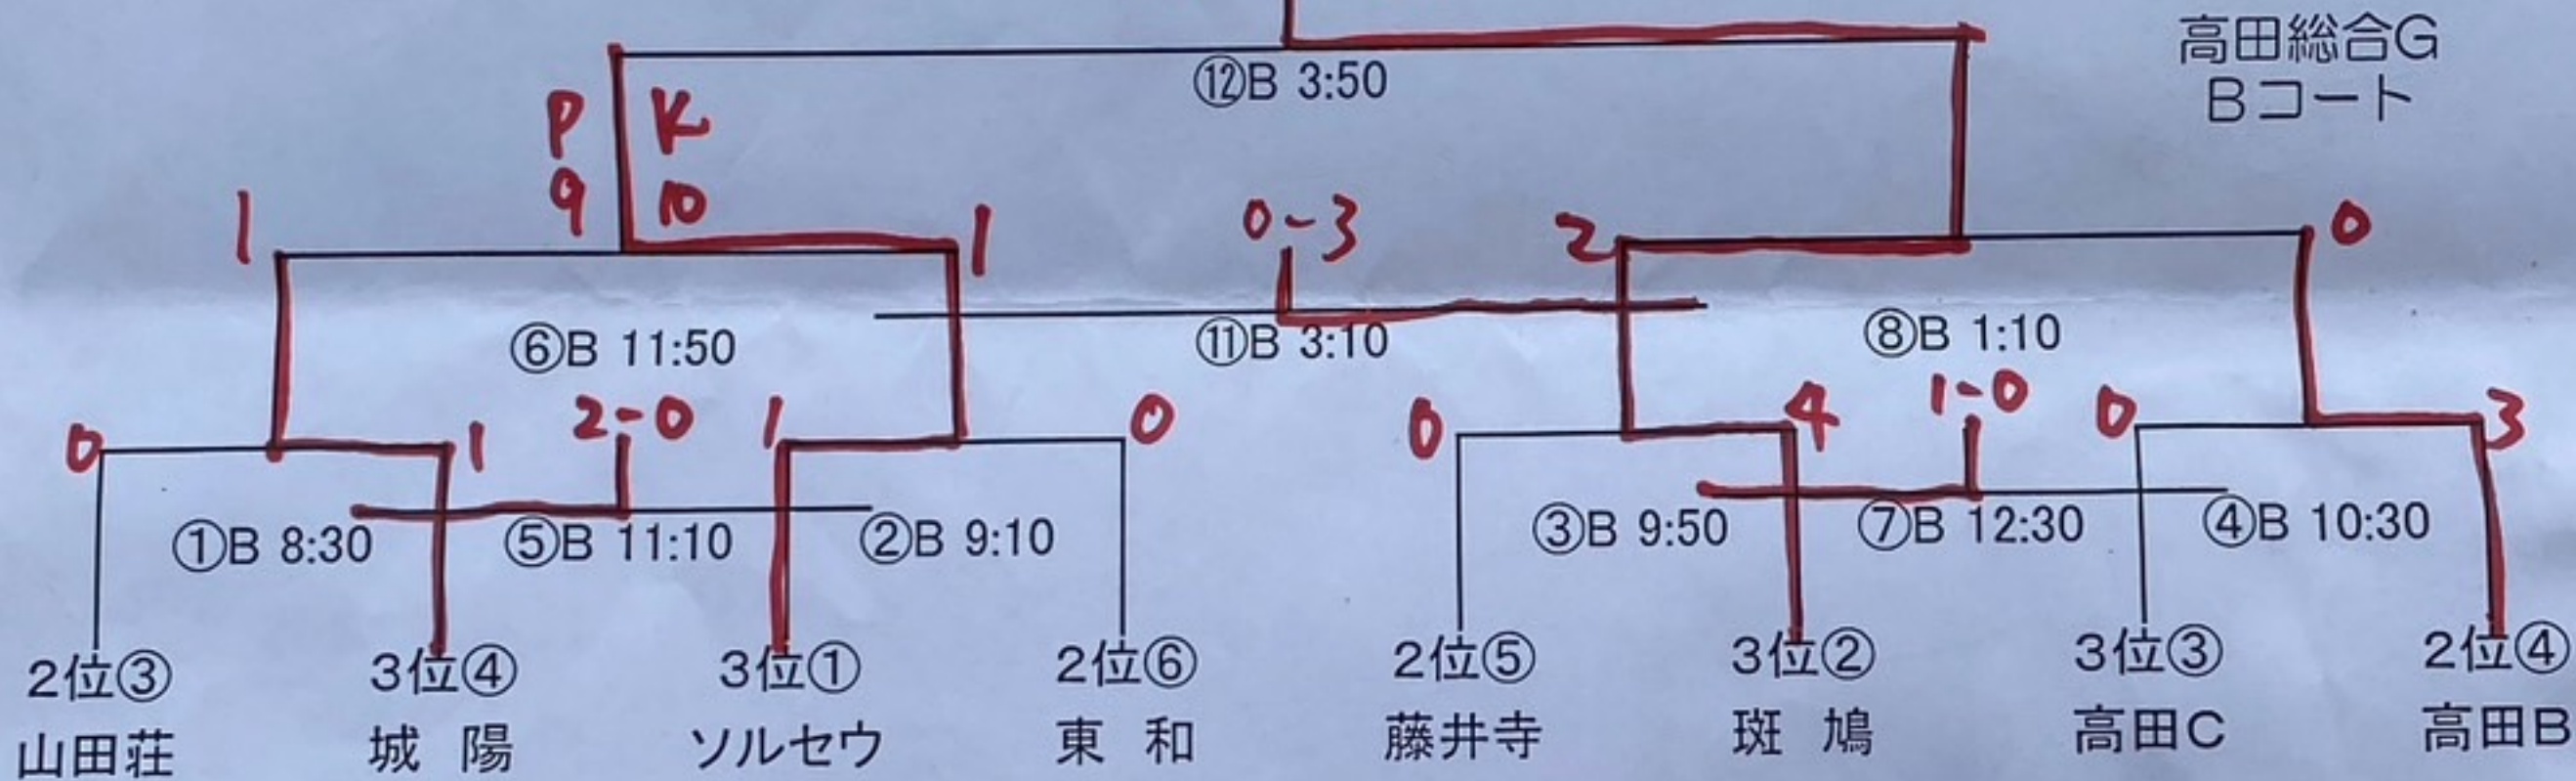 高田総合G
Bコート
⑫B 3:50
P K
9 10
1 1 0-3 2 0
⑥B 11:50 ⑪B 3:10 ⑧B 1:10
0 1 2-0 1 0 0 4 1-0 0 3
①B 8:30 ⑤B 11:10 ②B 9:10 ③B 9:50 ⑦B 12:30 ④B 10:30
2位③ 3位④ 3位① 2位⑥ 2位⑤ 3位② 3位③ 2位④
山田荘 城陽 ソルセウ 東和 藤井寺 斑鳩 高田C 高田B